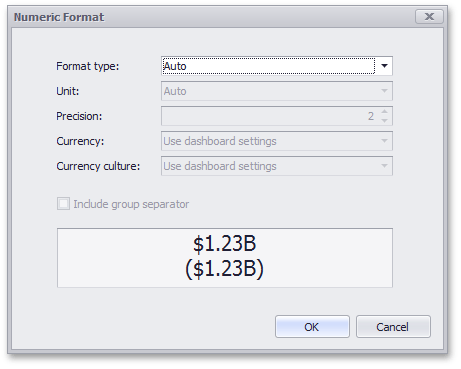 Numeric Format
Format type: Auto
Unit: Auto
Precision: 2
Currency: Use dashboard settings
Currency culture: Use dashboard settings
Include group separator
$1.23B
($1.23B)
OK Cancel